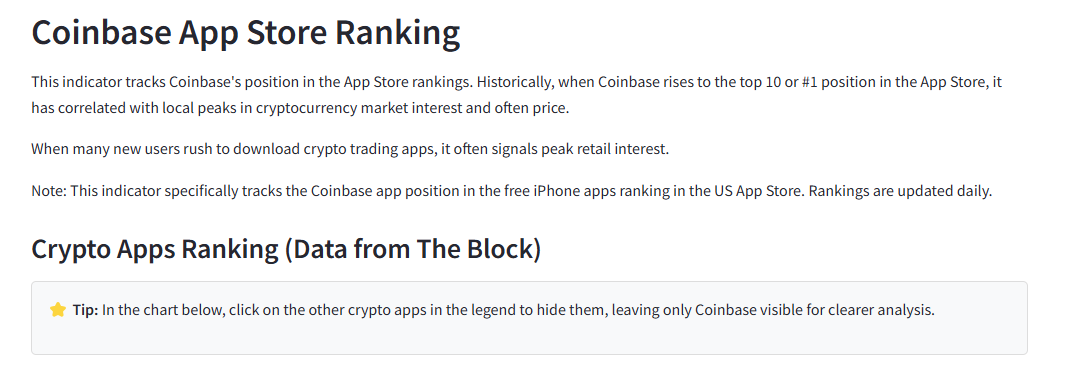 Coinbase App Store Ranking
This indicator tracks Coinbase's position in the App Store rankings. Historically, when Coinbase rises to the top 10 or #1 position in the App Store, it
has correlated with local peaks in cryptocurrency market interest and often price.
When many new users rush to download crypto trading apps, it often signals peak retail interest.
Note: This indicator specifically tracks the Coinbase app position in the free iPhone apps ranking in the US App Store. Rankings are updated daily.
Crypto Apps Ranking (Data from The Block)
Tip: In the chart below, click on the other crypto apps in the legend to hide them, leaving only Coinbase visible for clearer analysis.